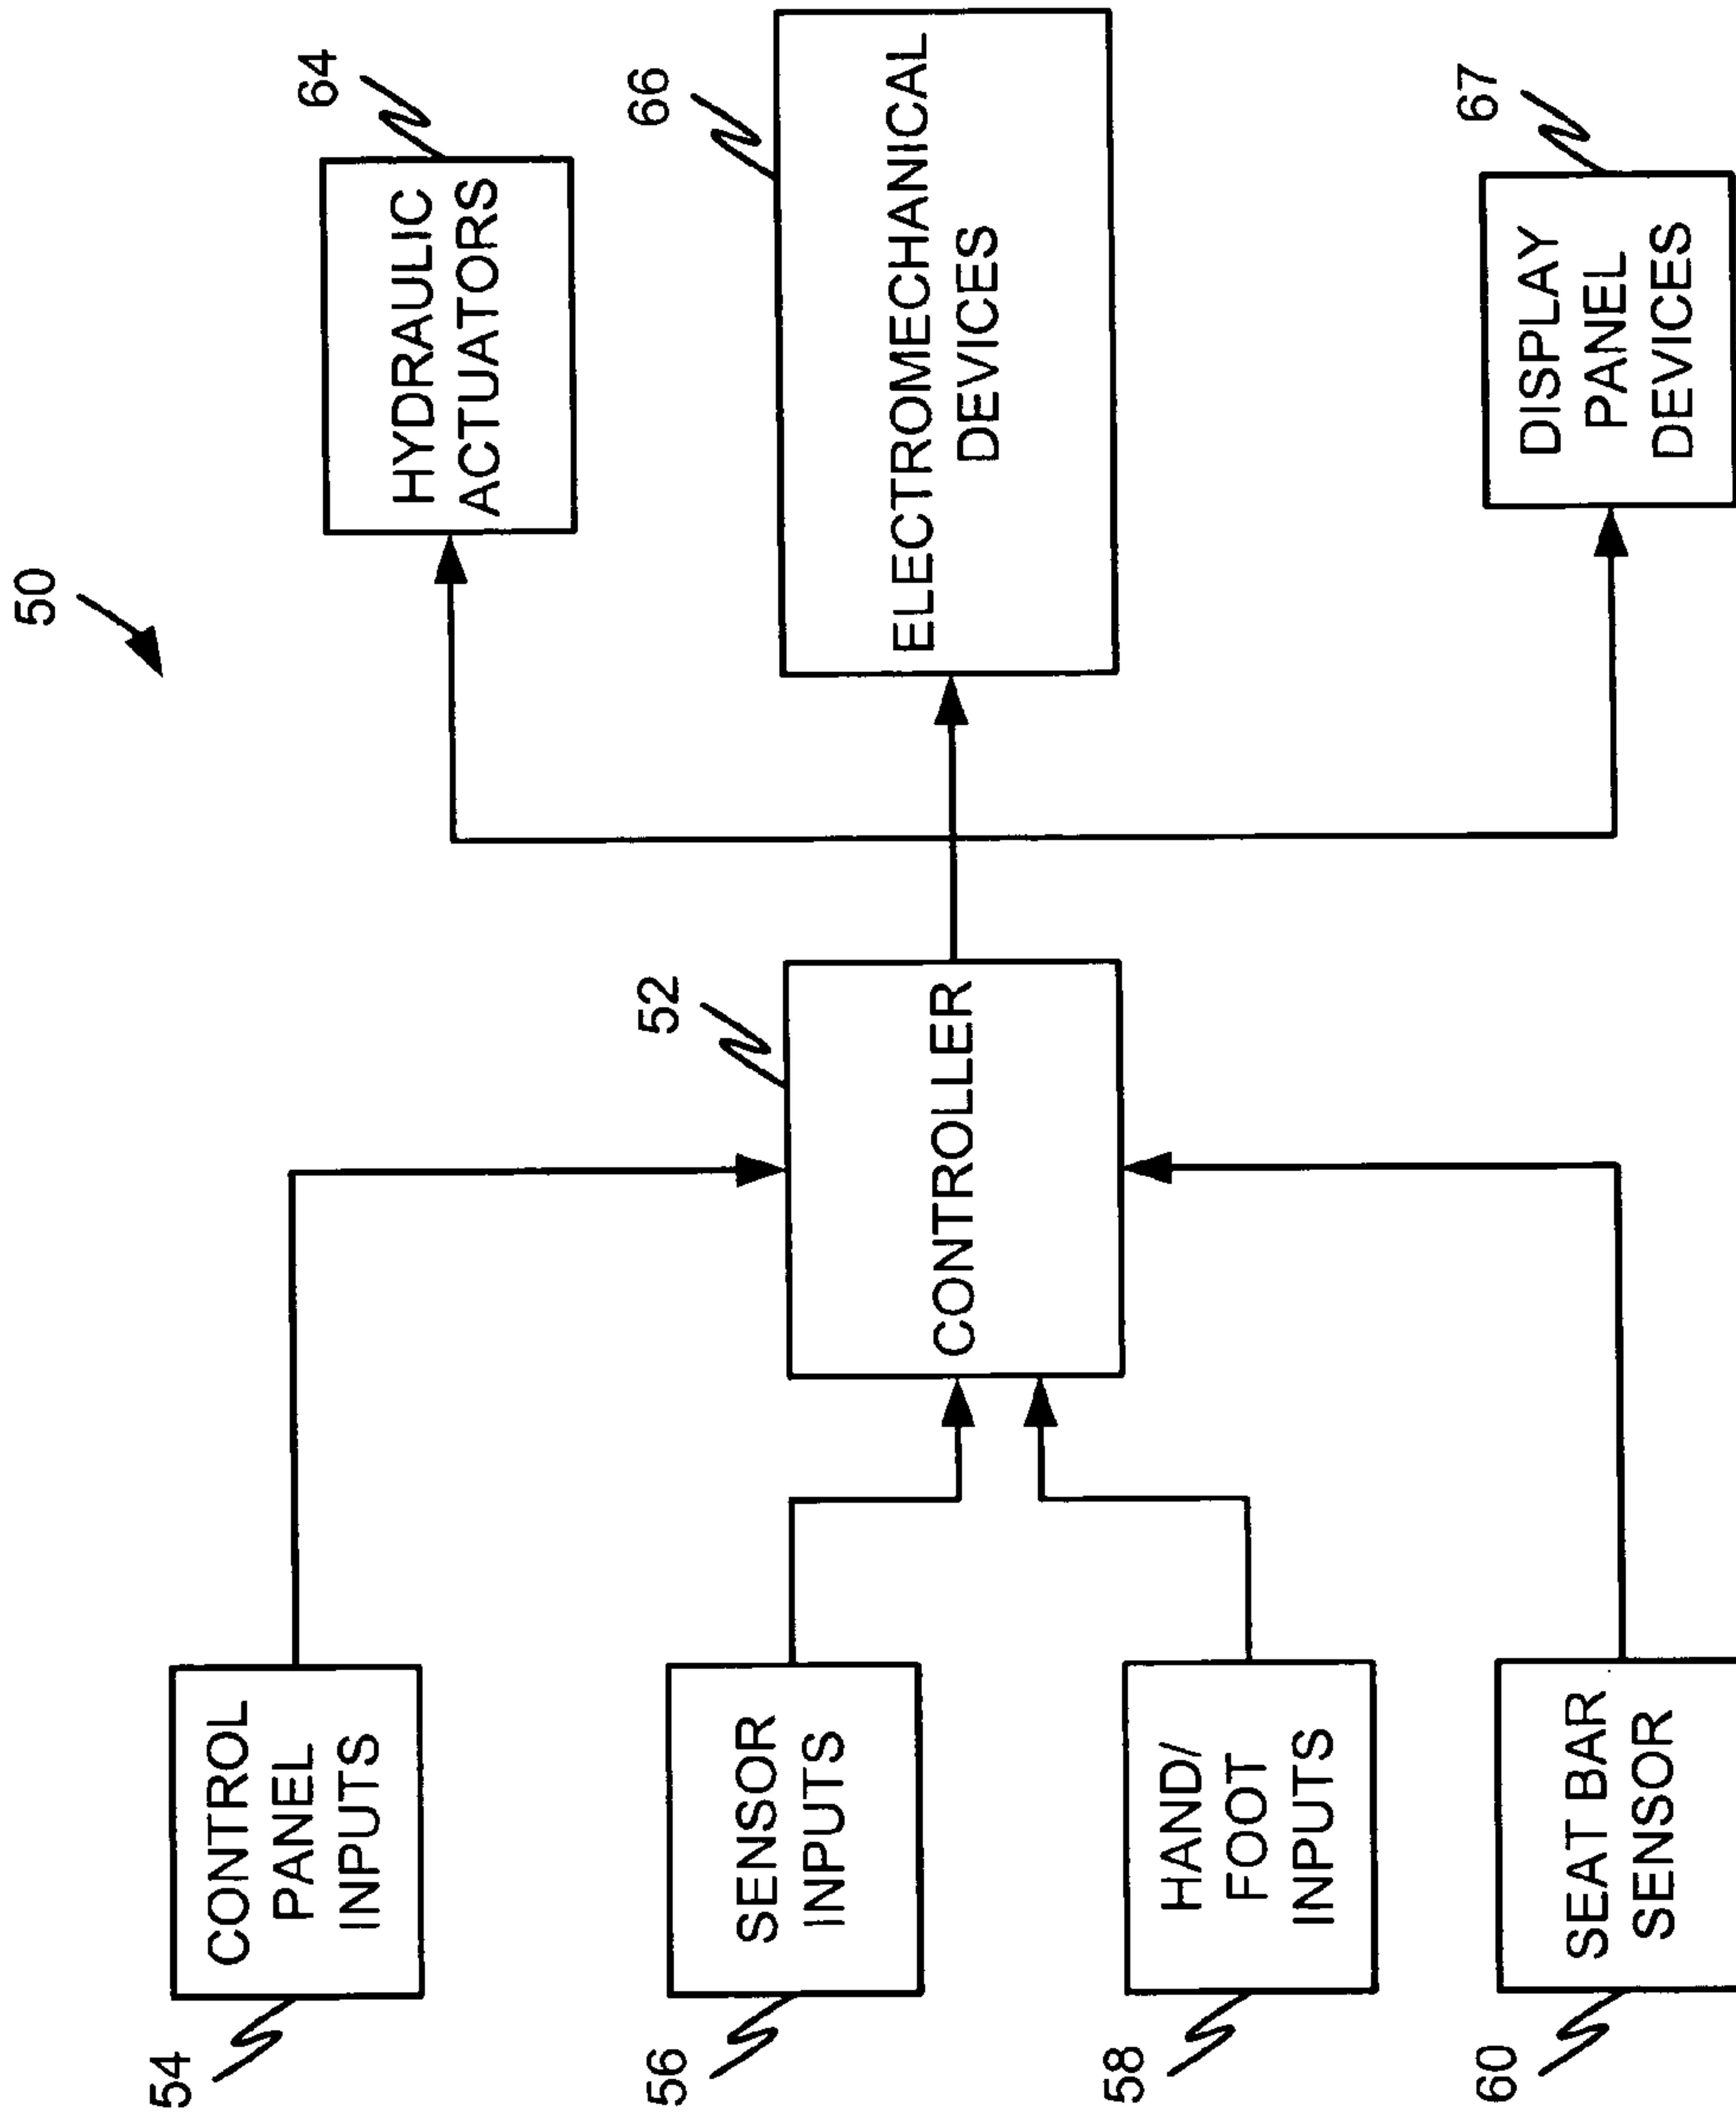 50
54
CONTROL
PANEL
INPUTS
56
SENSOR
INPUTS
58
HAND/
FOOT
INPUTS
60
SEAT BAR
SENSOR
52
CONTROLLER
64
HYDRAULIC
ACTUATORS
66
ELECTROMECHANICAL
DEVICES
67
DISPLAY
PANEL
DEVICES